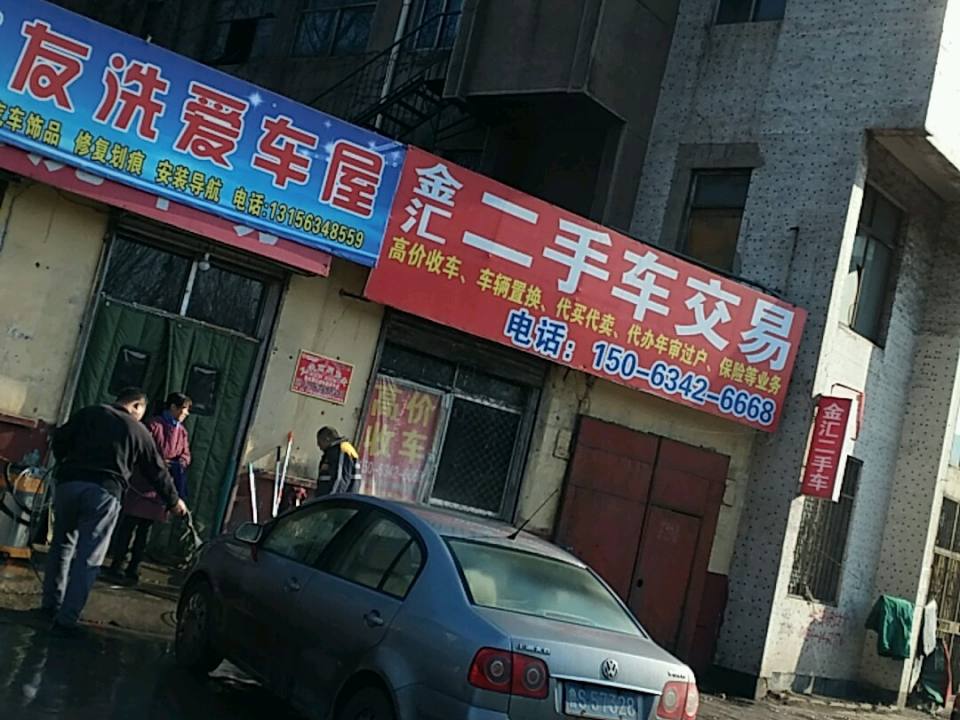 友洗爱车屋
车饰品 修复划痕 安装导航 电话:13156348559
金汇
二手车交易
高价收车、车辆置换、代买代卖、代办年审过户、保险等业务
电话：150-6342-6668
高价
收车
金汇二手车